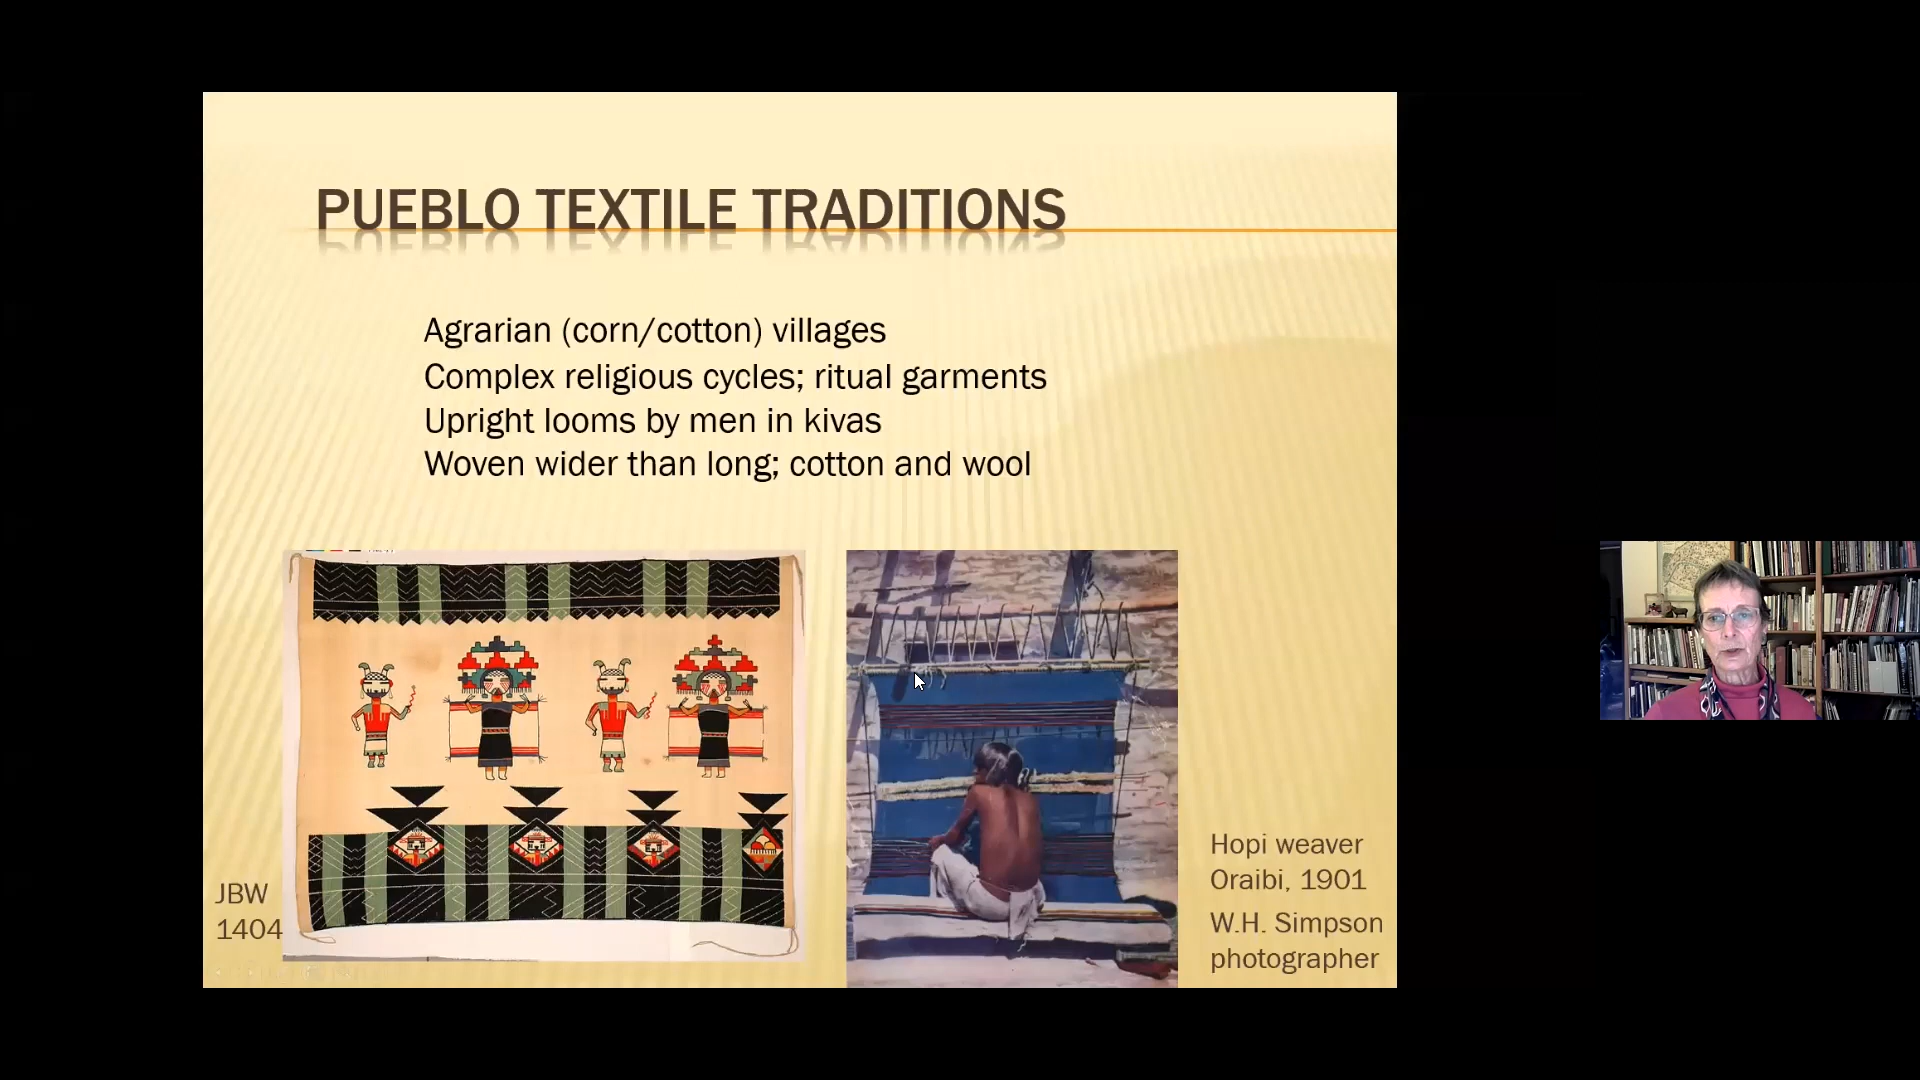 PUEBLO TEXTILE TRADITIONS
Agrarian (corn/cotton) villages
Complex religious cycles; ritual garments
Upright looms by men in kivas
Woven wider than long; cotton and wool
JBW
1404
Hopi weaver
Oraibi, 1901
W.H. Simpson
photographer